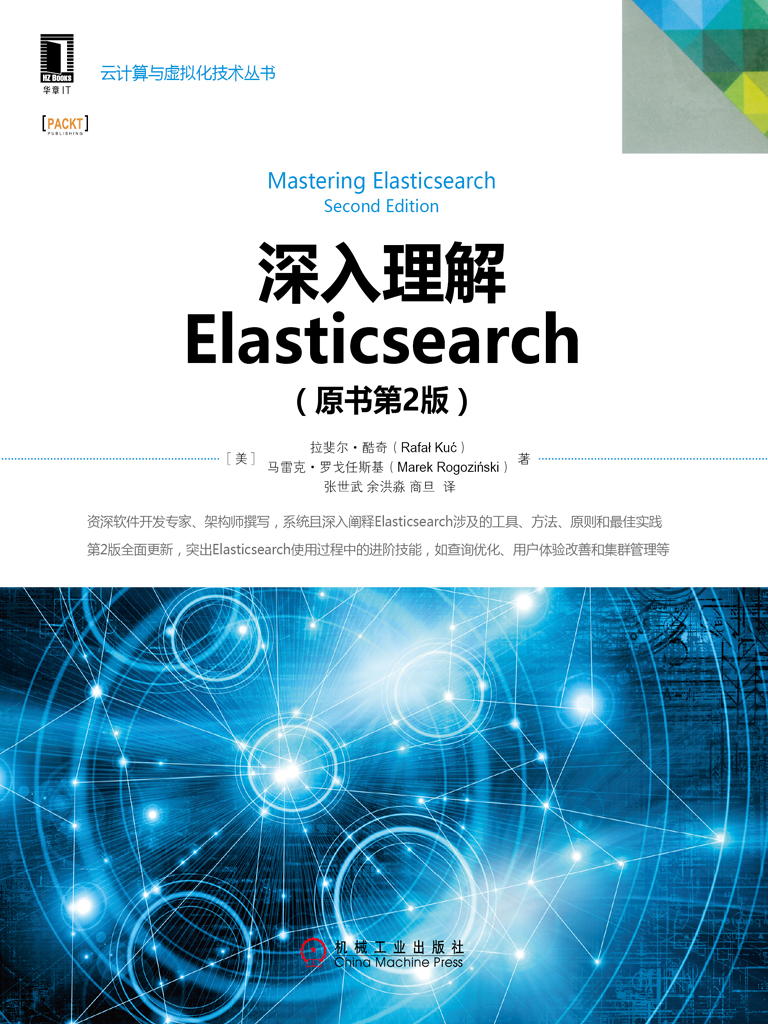 HZ BOOKS
华章IT
云计算与虚拟化技术丛书
[PACKT]
PUBLISHING
Mastering Elasticsearch
Second Edition
深入理解
Elasticsearch
（原书第2版）
［美］ 拉斐尔·酷奇（Rafał Kuć）
马雷克·罗戈任斯基（Marek Rogoziński） 著
张世武 余洪淼 商旦 译
资深软件开发专家、架构师撰写，系统且深入阐释Elasticsearch涉及的工具、方法、原则和最佳实践
第2版全面更新，突出Elasticsearch使用过程中的进阶技能，如查询优化、用户体验改善和集群管理等
机械工业出版社
China Machine Press